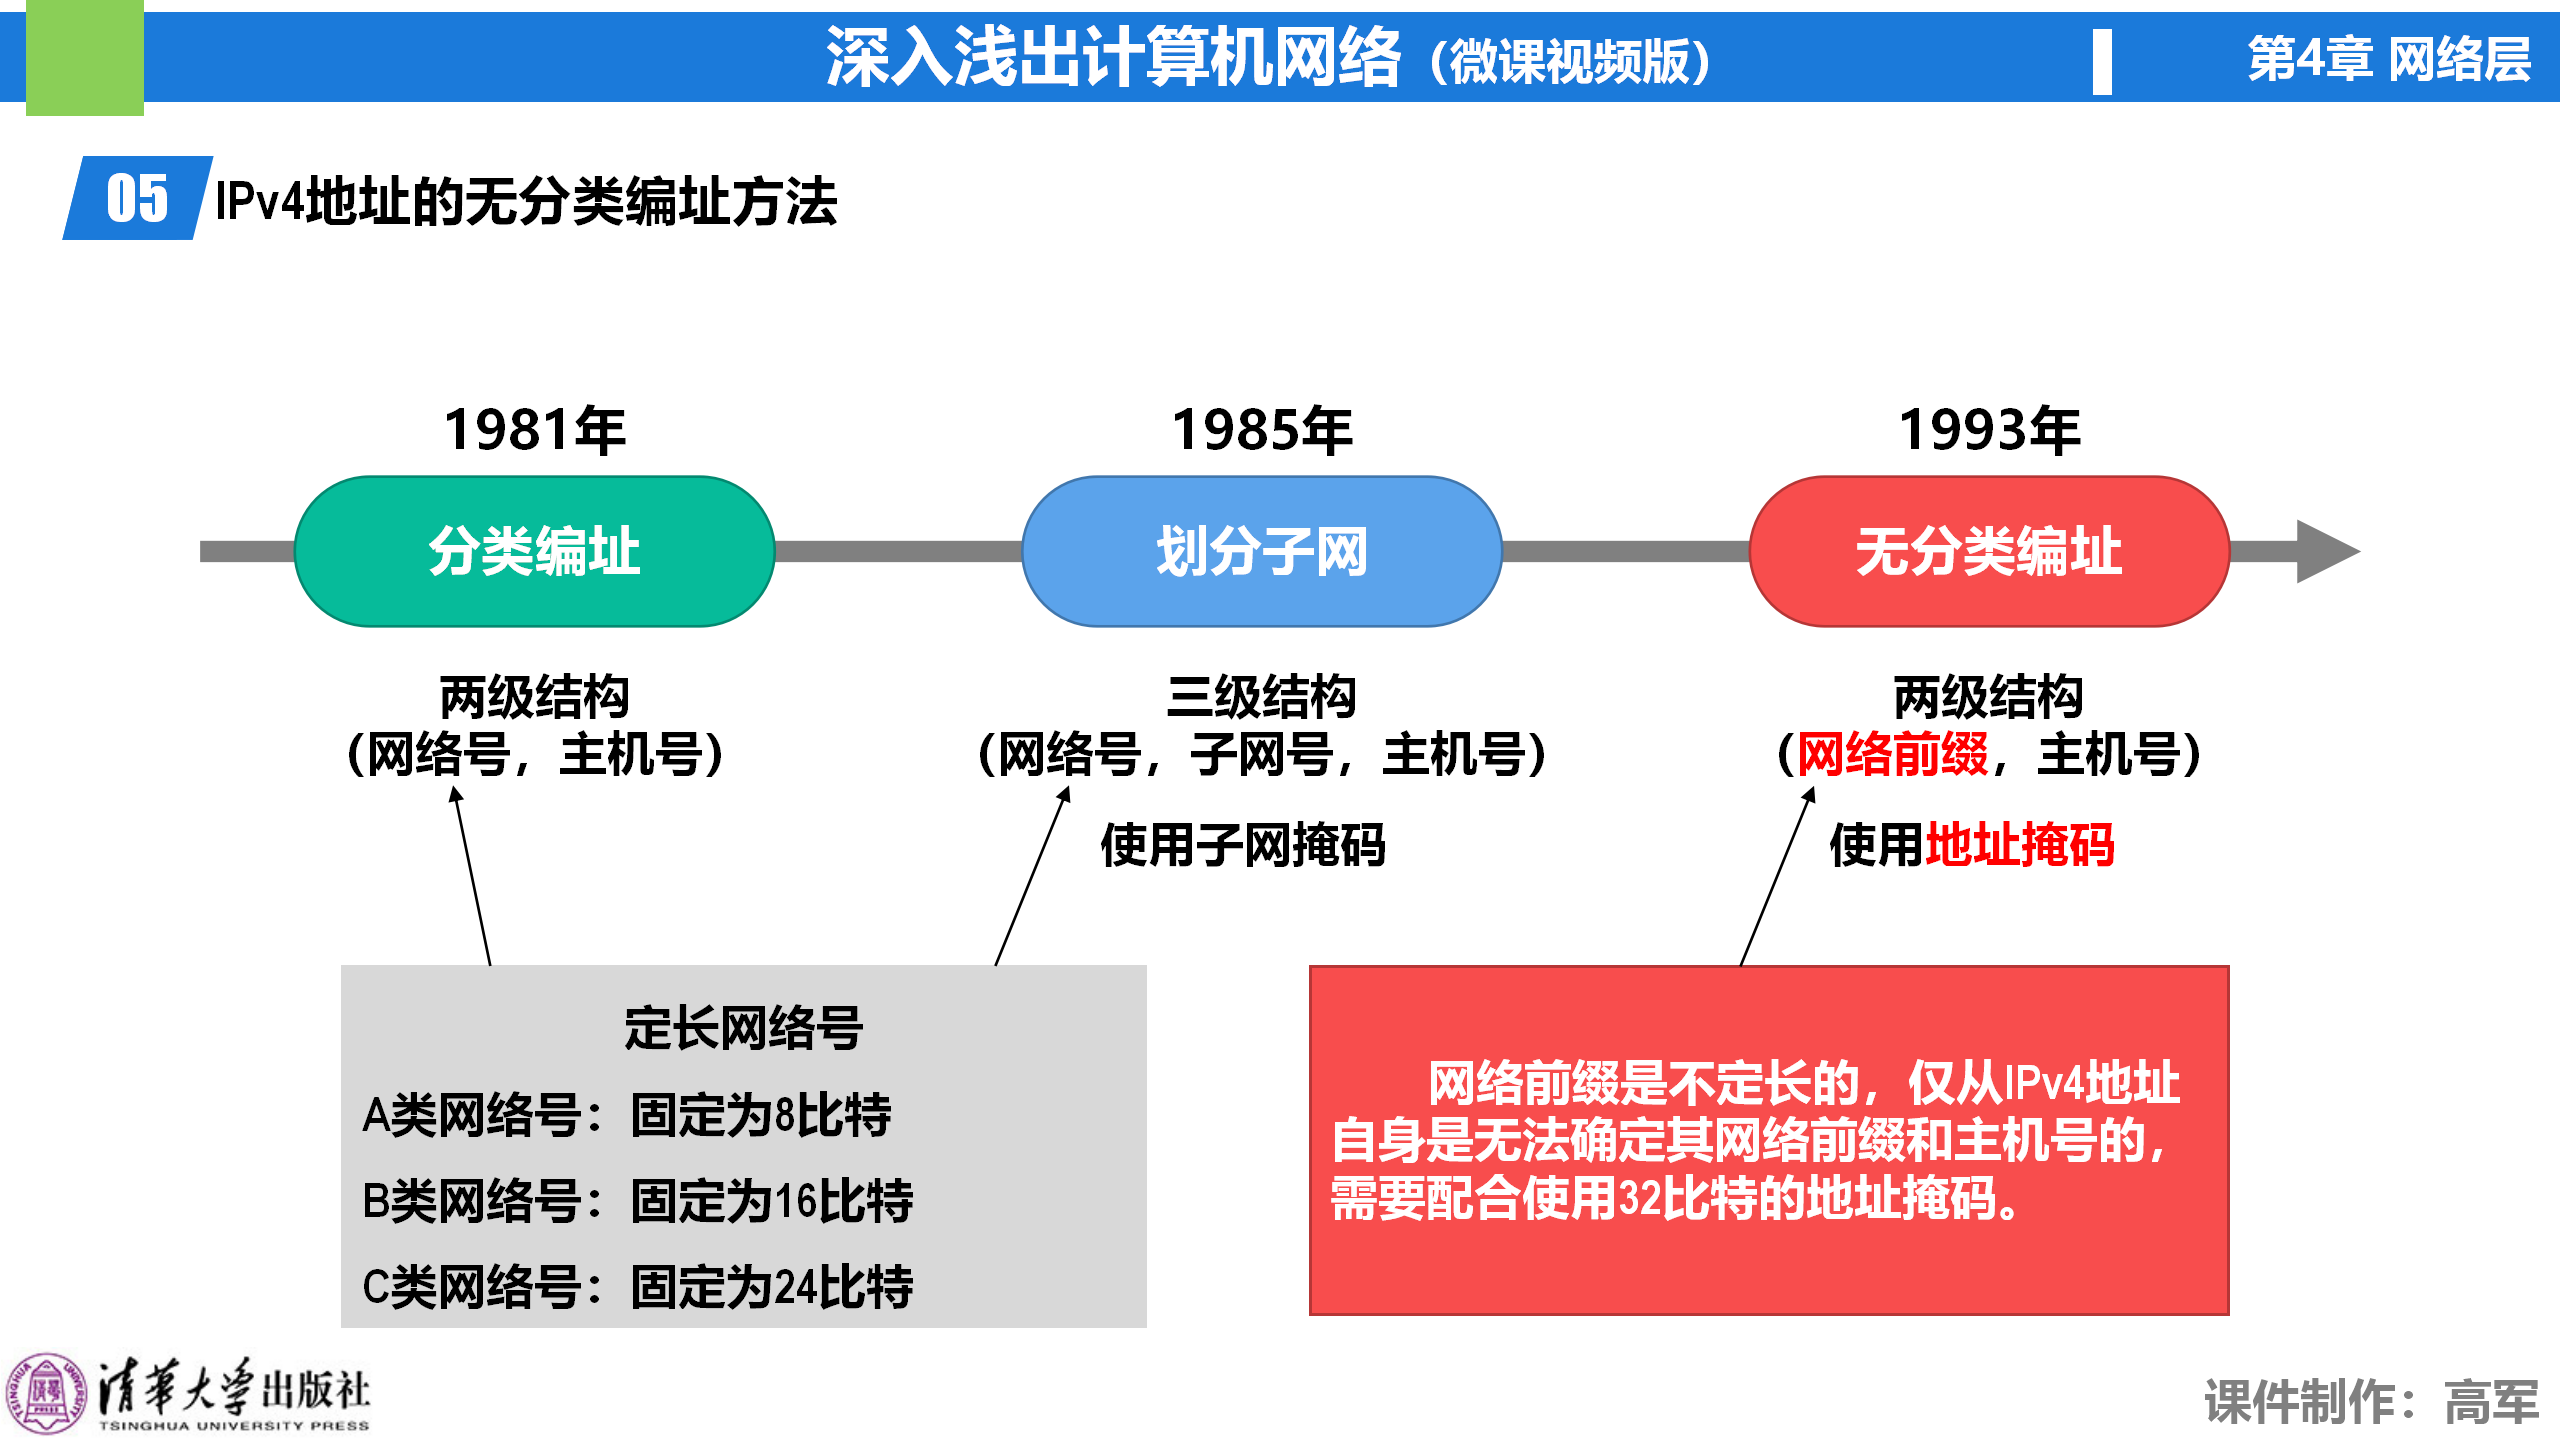 深入浅出计算机网络（微课视频版）
第4章 网络层
05
IPv4地址的无分类编址方法
1981年
1985年
1993年
分类编址
划分子网
无分类编址
两级结构
（网络号，主机号）
三级结构
（网络号，子网号，主机号）
使用子网掩码
两级结构
（网络前缀，主机号）
使用地址掩码
定长网络号
A类网络号：固定为8比特
B类网络号：固定为16比特
C类网络号：固定为24比特
网络前缀是不定长的，仅从IPv4地址
自身是无法确定其网络前缀和主机号的，
需要配合使用32比特的地址掩码。
清华大学出版社
TSINGHUA UNIVERSITY PRESS
课件制作：高军